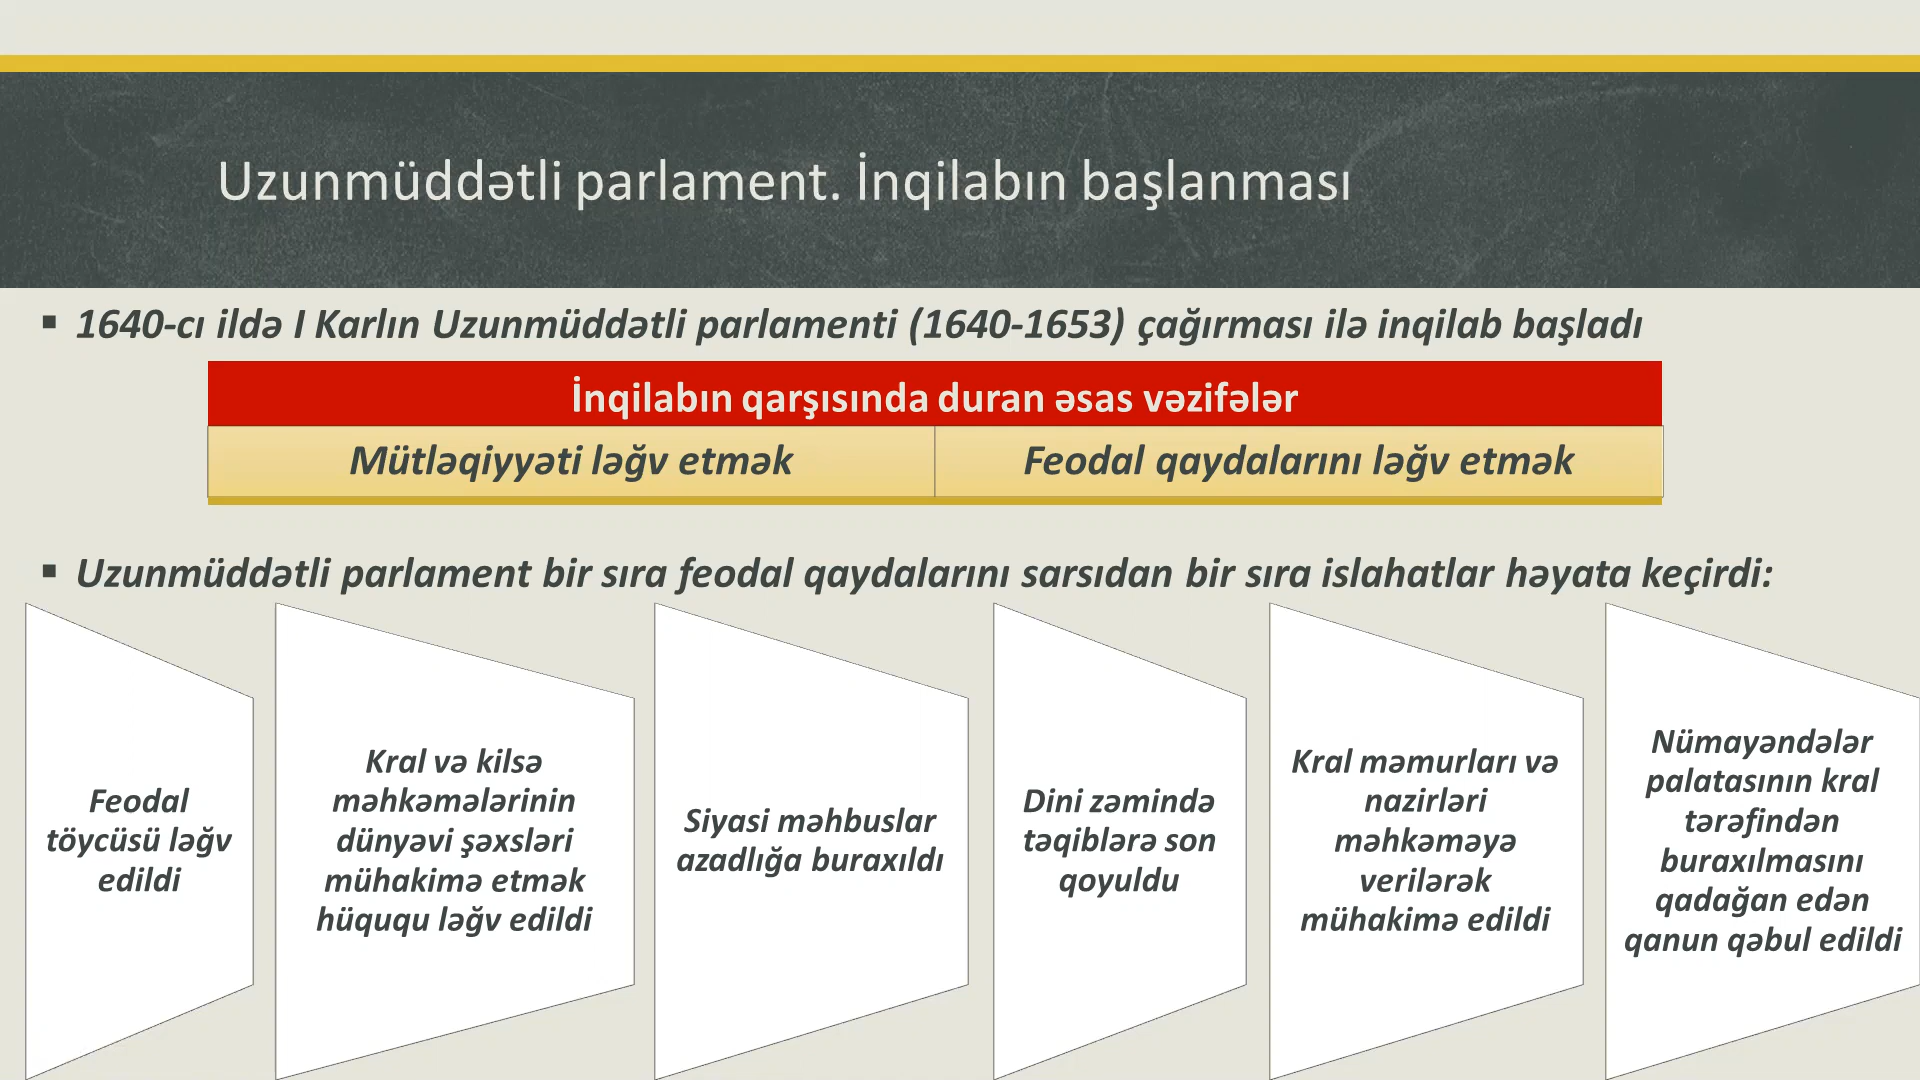 Uzunmüddətli parlament. İnqilabın başlanması
▪ 1640-cı ildə I Karlın Uzunmüddətli parlamenti (1640-1653) çağırması ilə inqilab başladı
İnqilabın qarşısında duran əsas vəzifələr
Mütləqiyyəti ləğv etmək
Feodal qaydalarını ləğv etmək
▪ Uzunmüddətli parlament bir sıra feodal qaydalarını sarsıdan bir sıra islahatlar həyata keçirdi:
Feodal
töycüsü ləğv
edildi
Kral və kilsə
məhkəmələrinin
dünyəvi şəxsləri
mühakimə etmək
hüququ ləğv edildi
Siyasi məhbuslar
azadlığa buraxıldı
Dini zəmində
təqiblərə son
qoyuldu
Kral məmurları və
nazirləri
məhkəməyə
verilərək
mühakimə edildi
Nümayəndələr
palatasının kral
tərəfindən
buraxılmasını
qadağan edən
qanun qəbul edildi